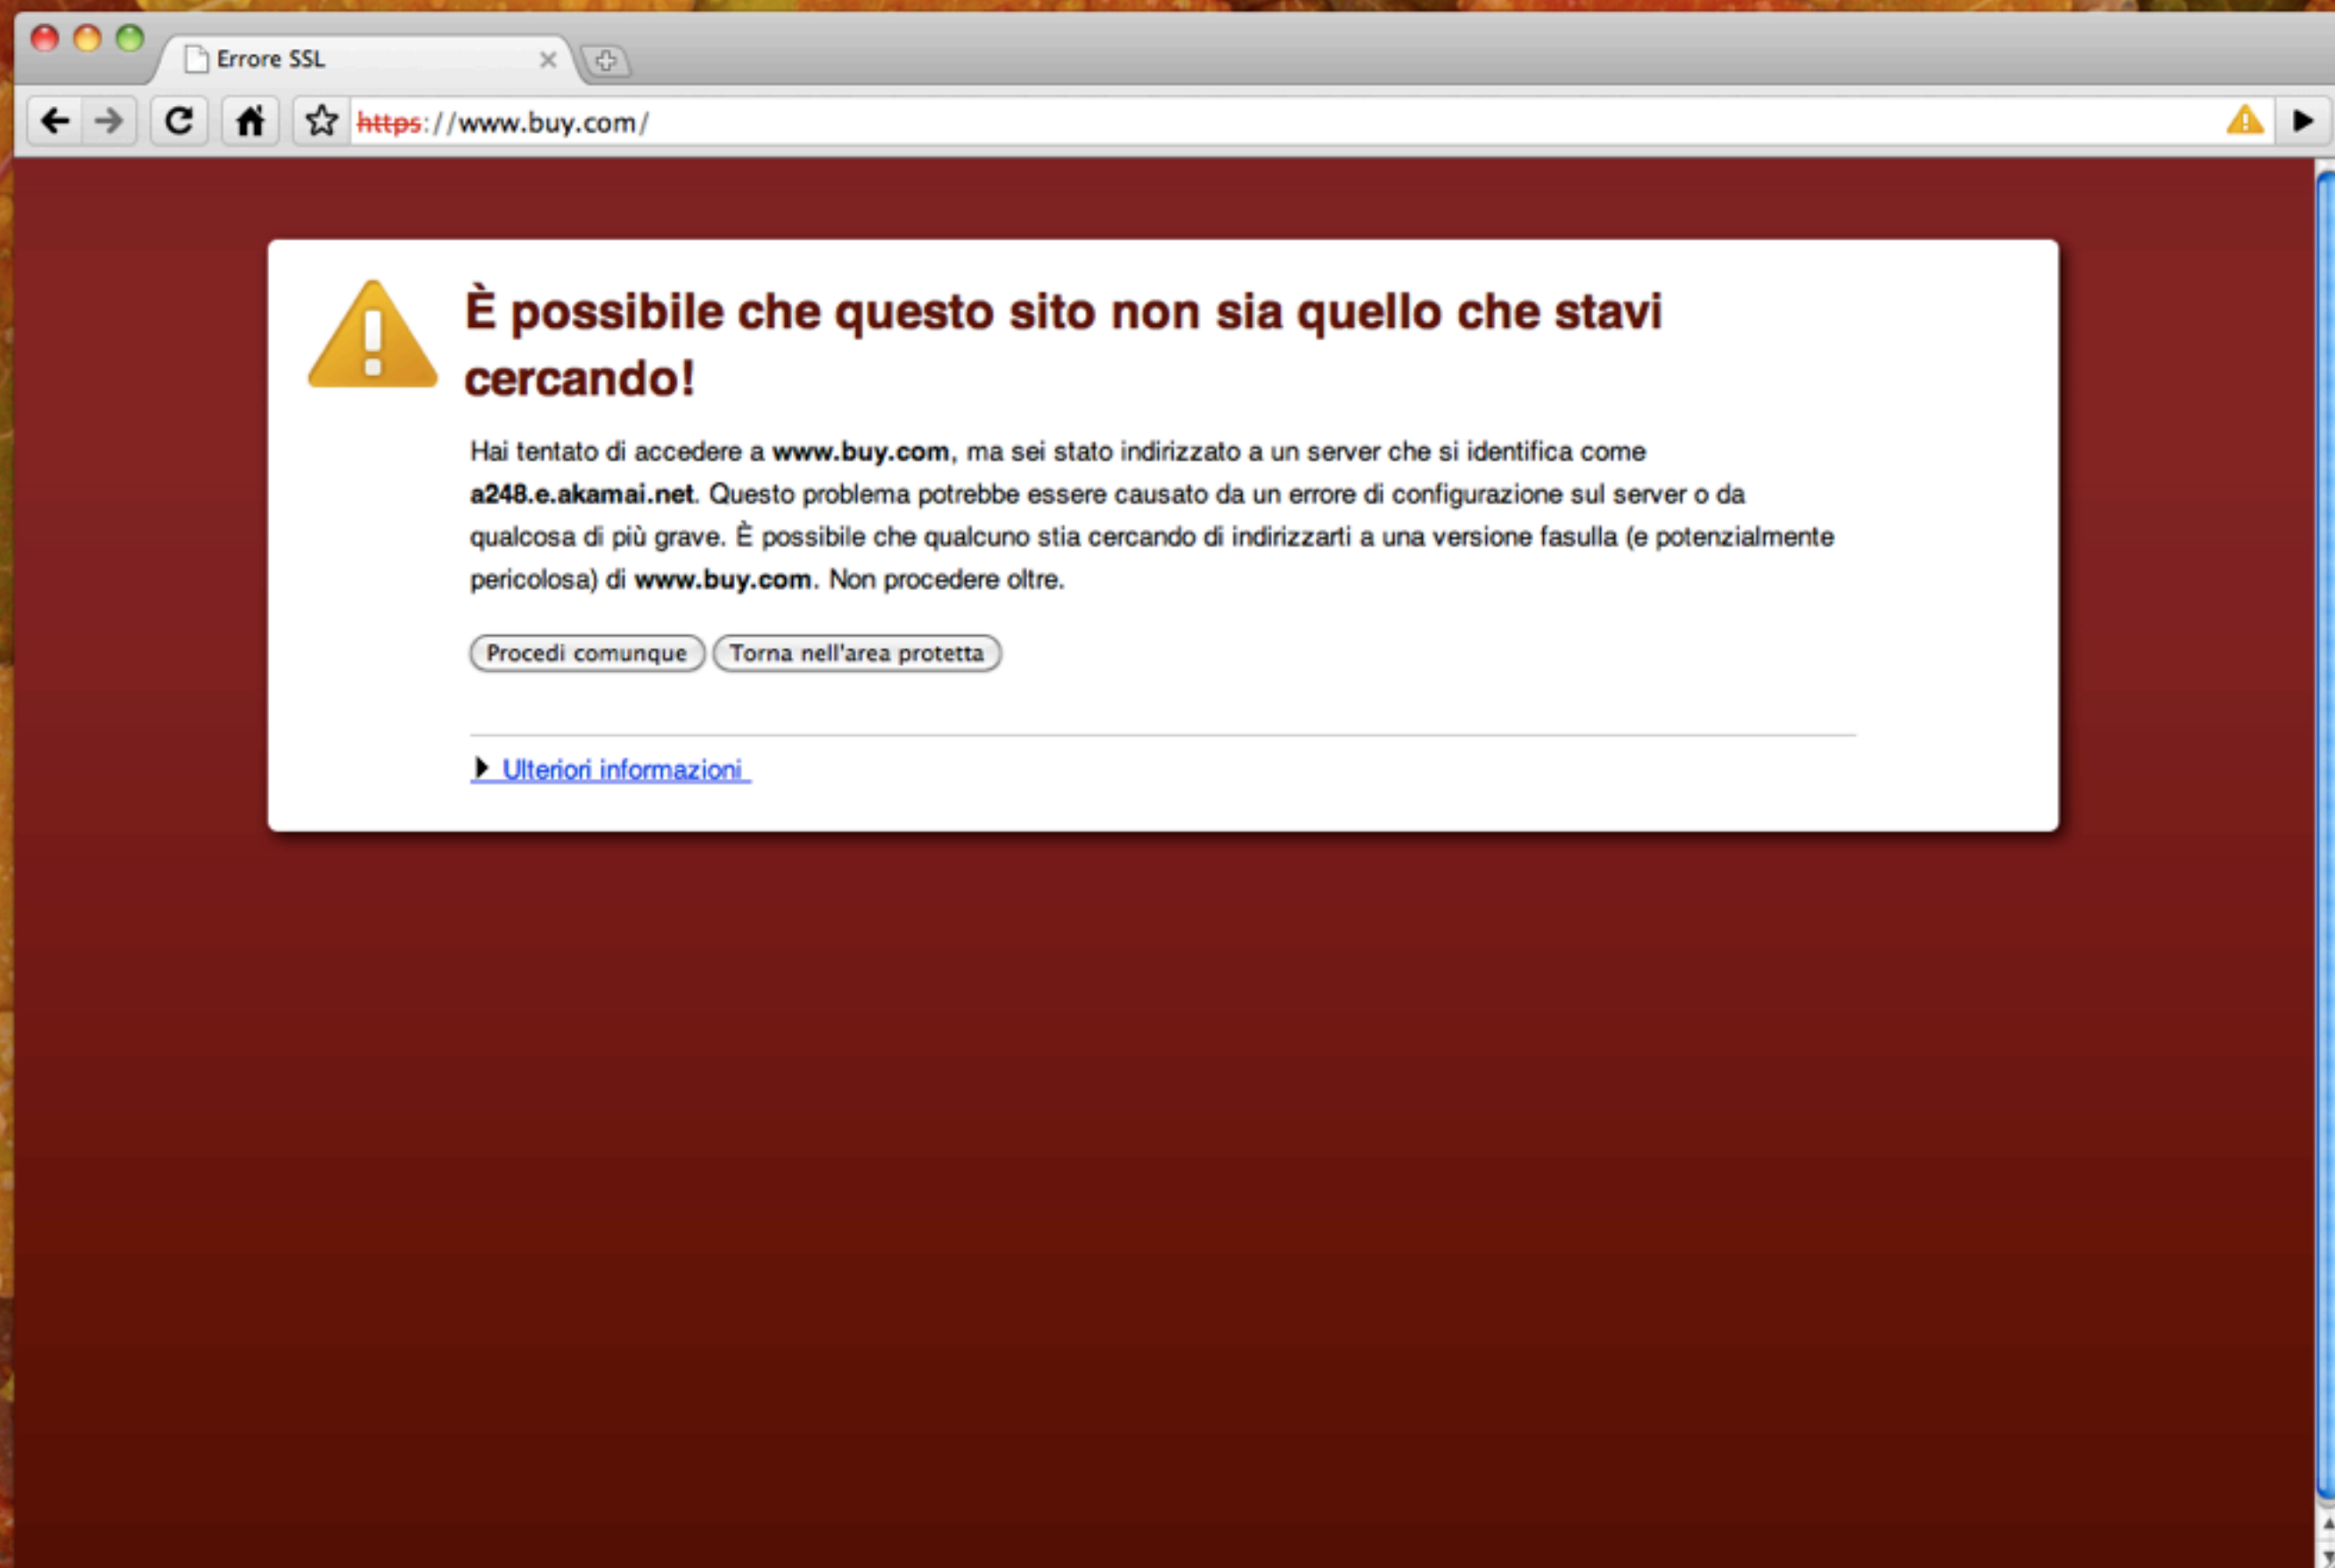 Errore SSL
https://www.buy.com/
È possibile che questo sito non sia quello che stavi
cercando!
Hai tentato di accedere a www.buy.com, ma sei stato indirizzato a un server che si identifica come
a248.e.akamai.net. Questo problema potrebbe essere causato da un errore di configurazione sul server o da
qualcosa di più grave. È possibile che qualcuno stia cercando di indirizzarti a una versione fasulla (e potenzialmente
pericolosa) di www.buy.com. Non procedere oltre.
Procedi comunque Torna nell'area protetta
Ulteriori informazioni